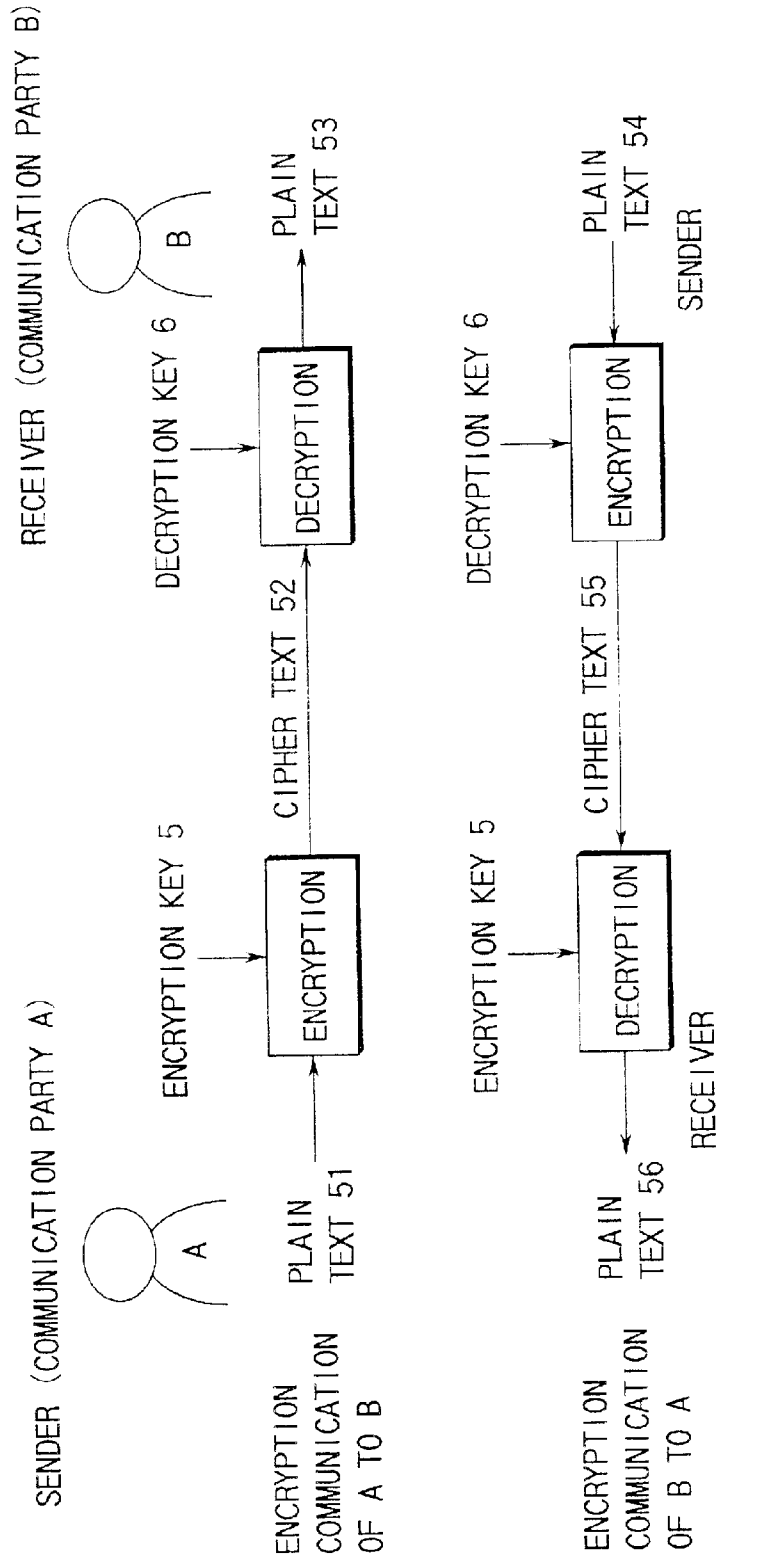 SENDER (COMMUNICATION PARTY A)
RECEIVER (COMMUNICATION PARTY B)
A
B
ENCRYPTION KEY 5
DECRYPTION KEY 6
ENCRYPTION
COMMUNICATION
OF A TO B
PLAIN
TEXT 51
ENCRYPTION
CIPHER TEXT 52
DECRYPTION
PLAIN
TEXT 53
ENCRYPTION KEY 5
DECRYPTION KEY 6
ENCRYPTION
COMMUNICATION
OF B TO A
PLAIN
TEXT 56
DECRYPTION
CIPHER TEXT 55
ENCRYPTION
PLAIN
TEXT 54
RECEIVER
SENDER